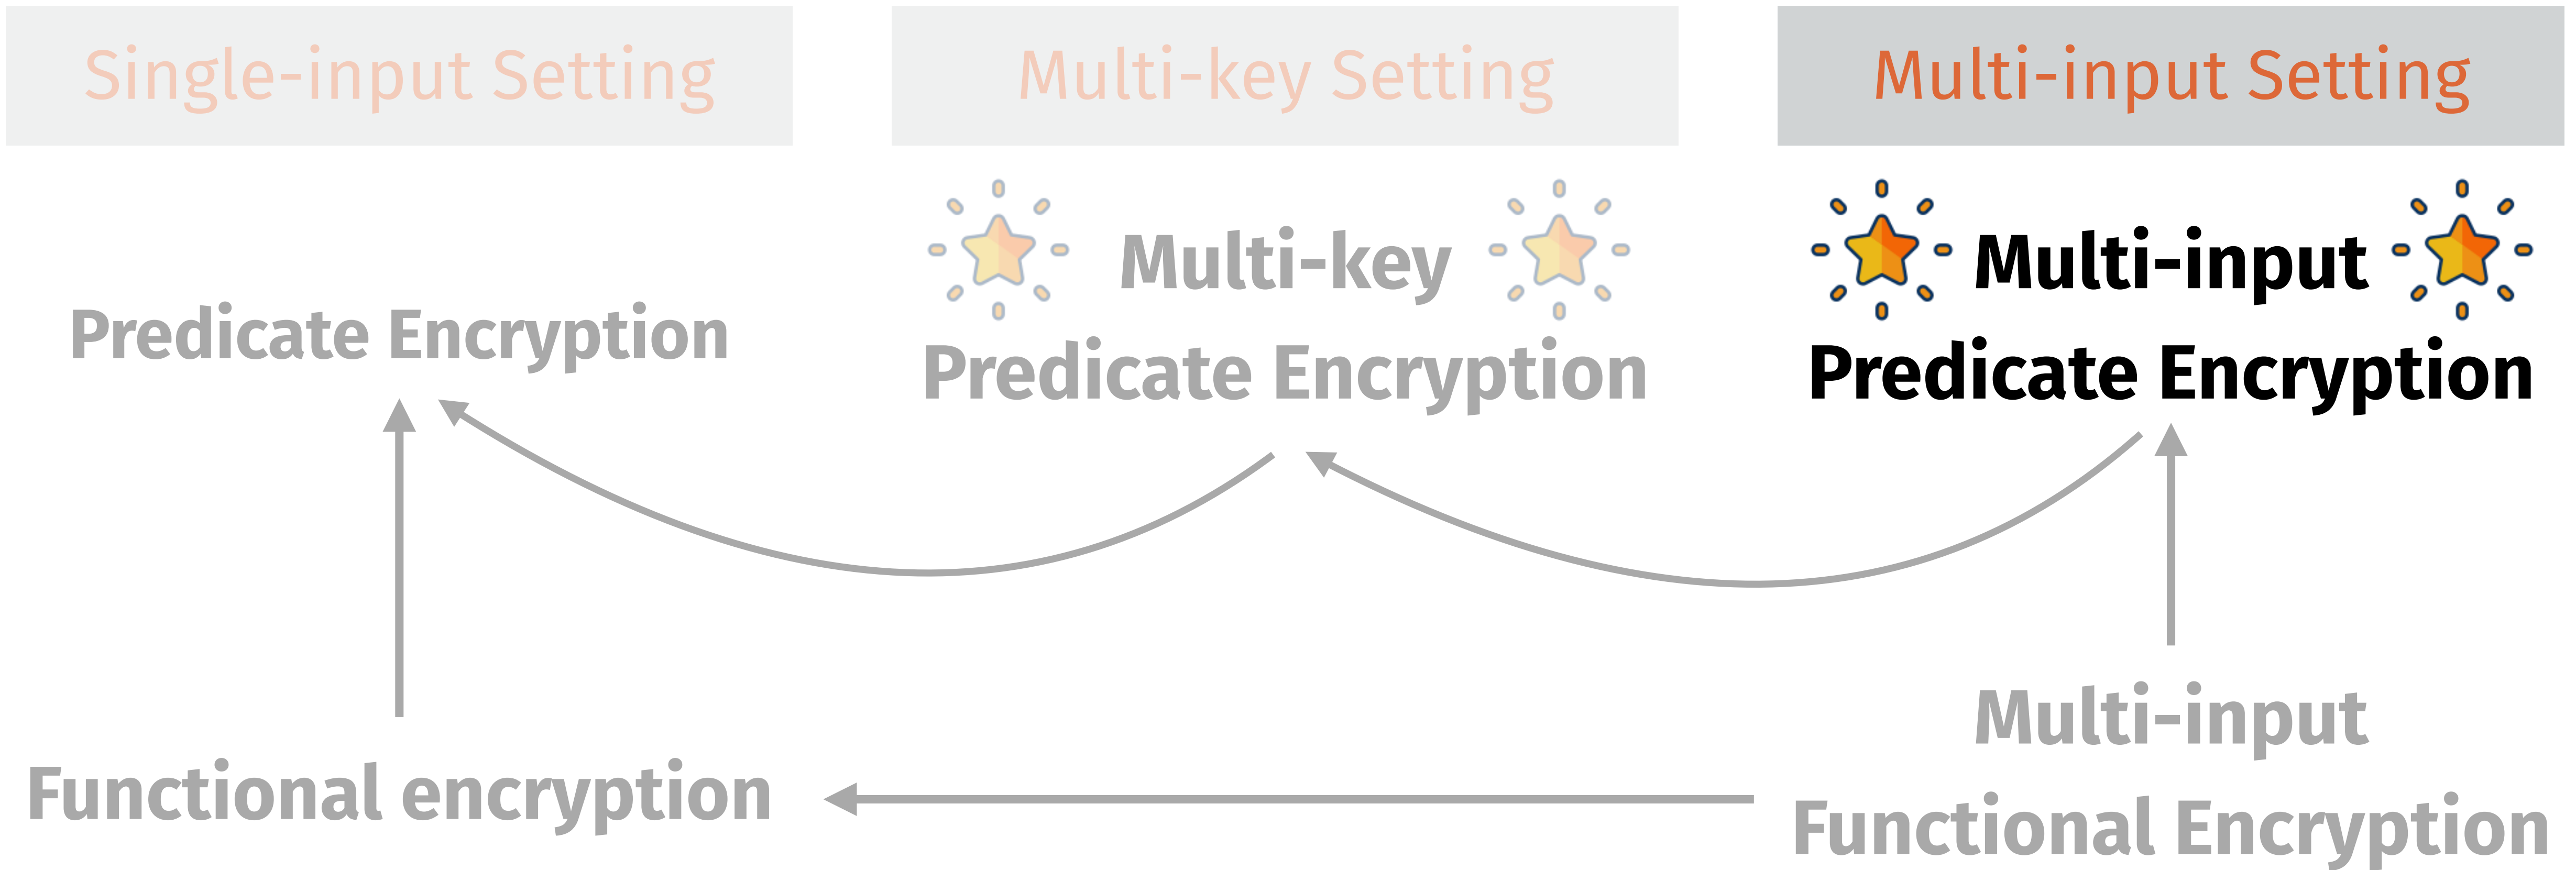 Single-input Setting
Multi-key Setting
Multi-input Setting
Predicate Encryption
Multi-key
Predicate Encryption
Multi-input
Predicate Encryption
Functional encryption
Multi-input
Functional Encryption